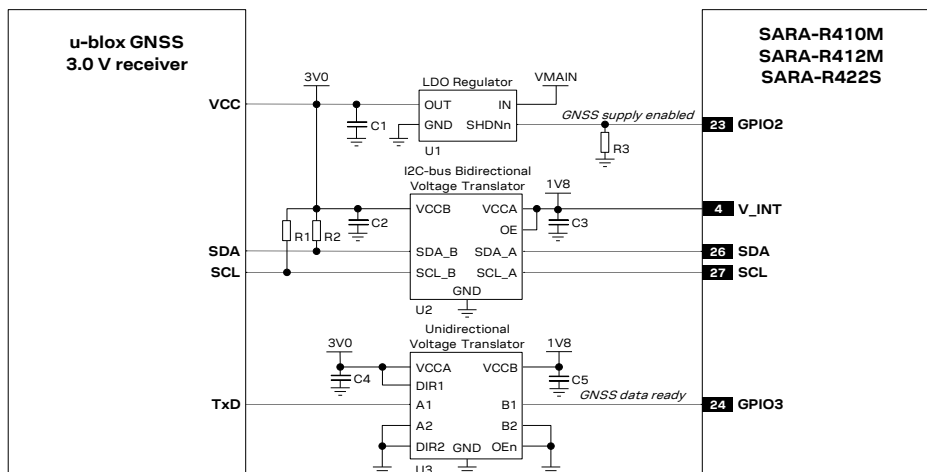 u-blox GNSS
3.0 V receiver
VCC
SDA
SCL
TxD
3V0
C1
LDO Regulator
OUT
IN
GND
SHDNn
U1
VMAIN
GNSS supply enabled
R3
I2C-bus Bidirectional
Voltage Translator
R1
R2
C2
VCCB
VCCA
OE
SDA_B
SDA_A
SCL_B
SCL_A
GND
U2
1V8
C3
Unidirectional
Voltage Translator
3V0
C4
VCCA
VCCB
DIR1
A1
B1
A2
B2
DIR2
OEn
GND
U3
1V8
C5
GNSS data ready
SARA-R410M
SARA-R412M
SARA-R422S
23 GPIO2
4 V_INT
26 SDA
27 SCL
24 GPIO3